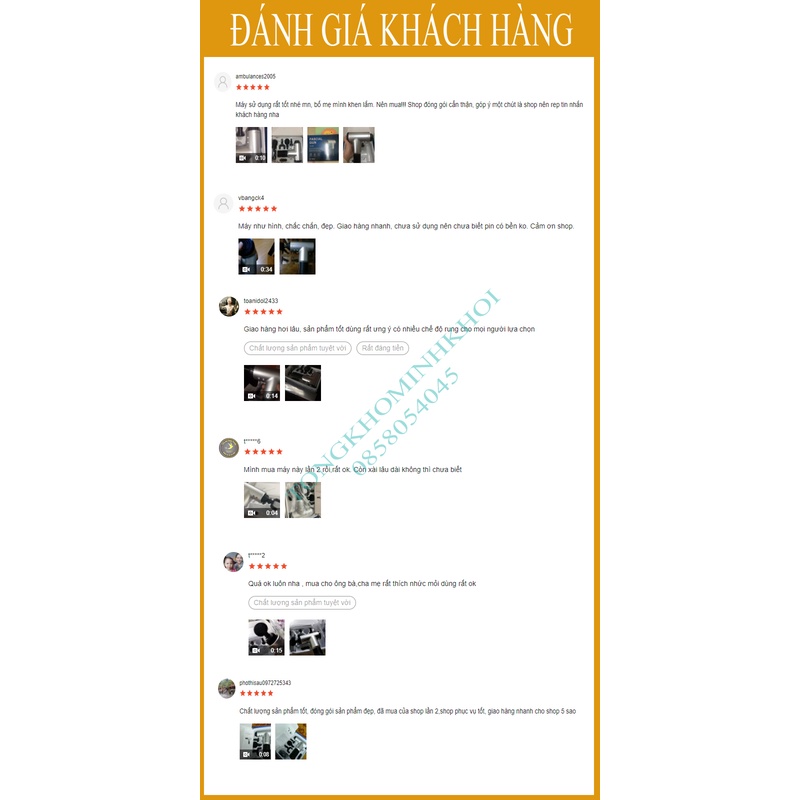 ĐÁNH GIÁ KHÁCH HÀNG
ambulances2005
Máy sử dụng rất tốt nhé mn, bố mẹ mình khen lắm. Nên mua!!! Shop đóng gói cẩn thận, góp ý một chút là shop nên rep tin nhắn
khách hàng nha
0:10
vbangck4
Máy như hình, chắc chắn, đẹp. Giao hàng nhanh, chưa sử dụng nên chưa biết pin có bền ko. Cảm ơn shop.
0:34
toanidol2433
Giao hàng hơi lâu, sản phẩm tốt dùng rất ưng ý có nhiều chế độ rung cho mọi người lựa chọn
Chất lượng sản phẩm tuyệt vời
Rất đáng tiền
0:14
TONGKHOMINHKHOI
0858054045
t*****6
Mình mua máy này lần 2 rồi rất ok. Còn xài lâu dài không thì chưa biết
0:04
t*****2
Quà ok luôn nha , mua cho ông bà,cha mẹ rất thích nhức mỏi dùng rất ok
Chất lượng sản phẩm tuyệt vời
0:15
phothisau0972725343
Chất lượng sản phẩm tốt, đóng gói sản phẩm đẹp, đã mua của shop lần 2,shop phục vụ tốt, giao hàng nhanh cho shop 5 sao
0:08